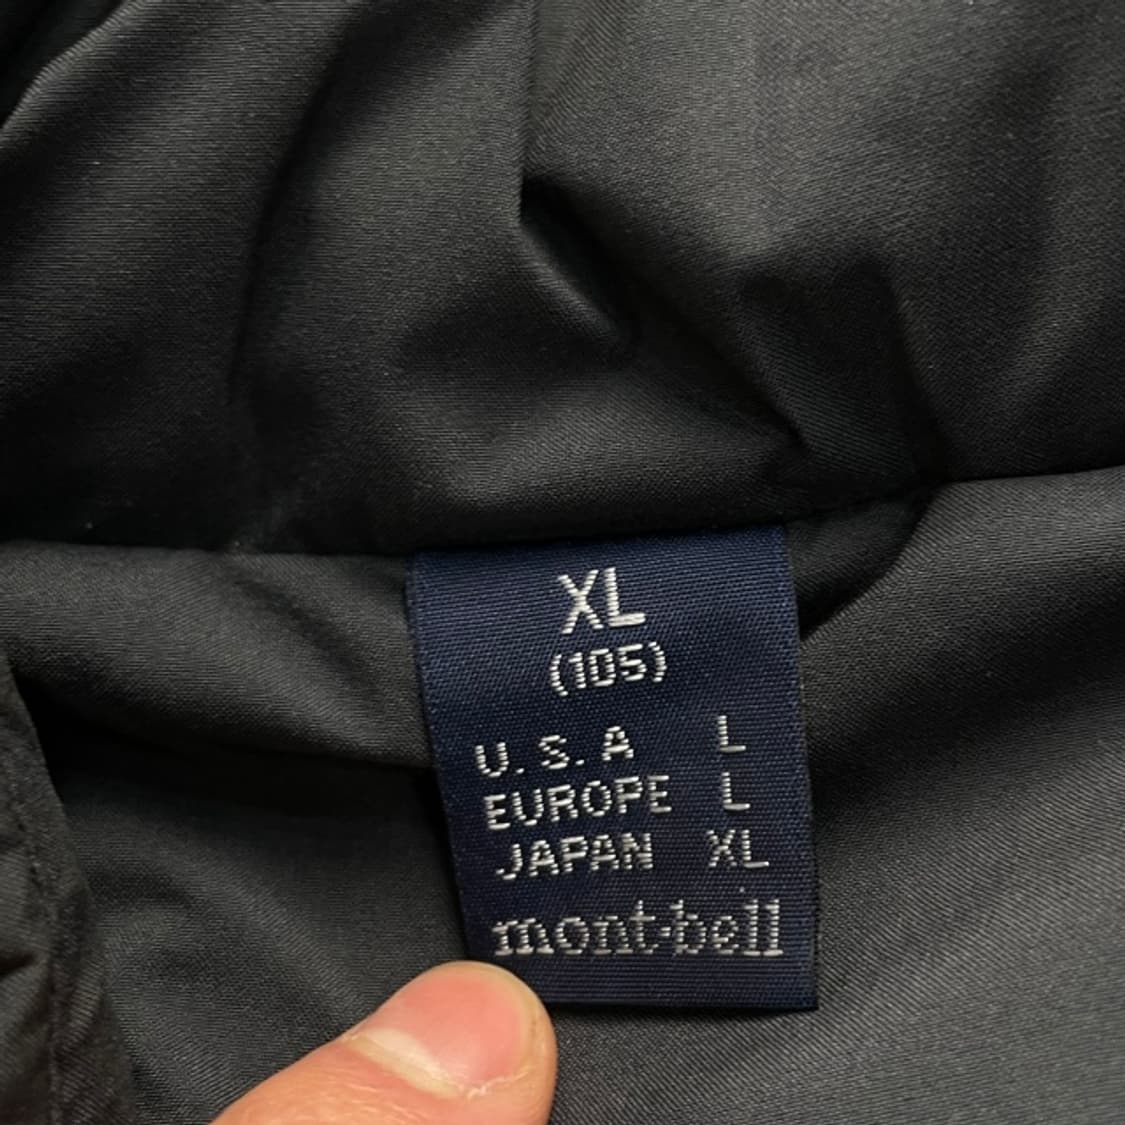 XL
(105)
U.S.A L
EUROPE L
JAPAN XL
mont-bell